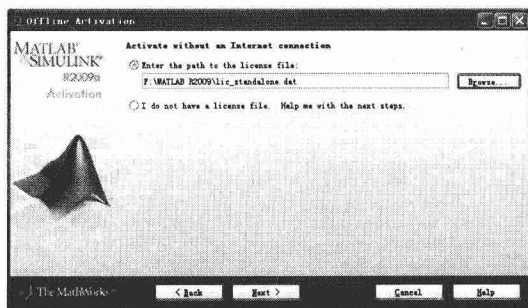 Offline Activation
MATLAB®
&SIMULINK®
R2009a
Activation
Activate without an Internet connection
Enter the path to the license file:
F:\MATLAB R2009\lic_standalone.dat
Browse...
I do not have a license file. Help me with the next steps.
The MathWorks
< Back
Next >
Cancel
Help